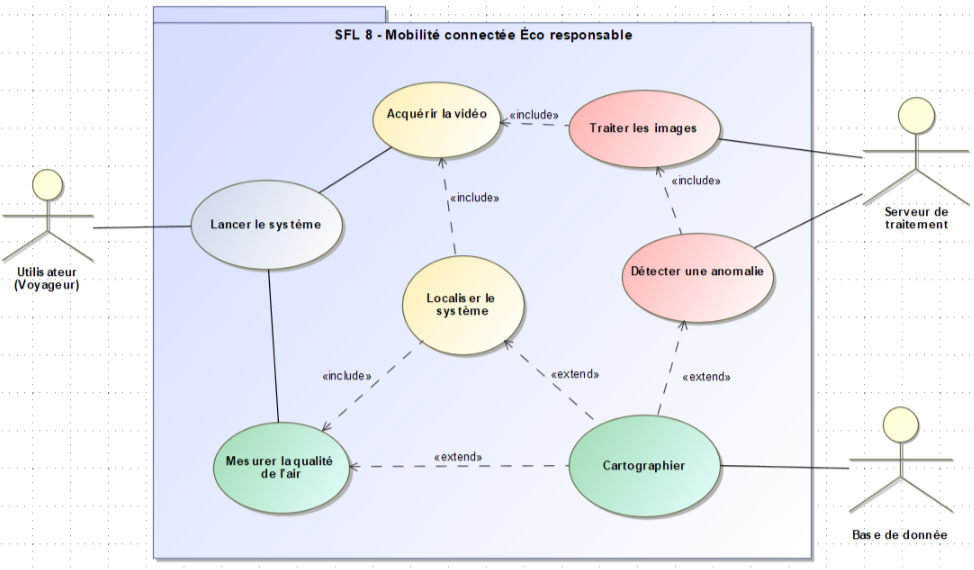 SFL 8 - Mobilité connectée Éco responsable
Acquérir la vidéo
«include»
Traiter les images
«include»
«include»
Lancer le systéme
Utilisateur
(Voyageur)
Serveur de
traitement
Localiser le
système
Détecter une anomalie
«include»
«extend»
«extend»
Mesurer la qualité
de l'air
«extend»
Cartographier
Base de donnée